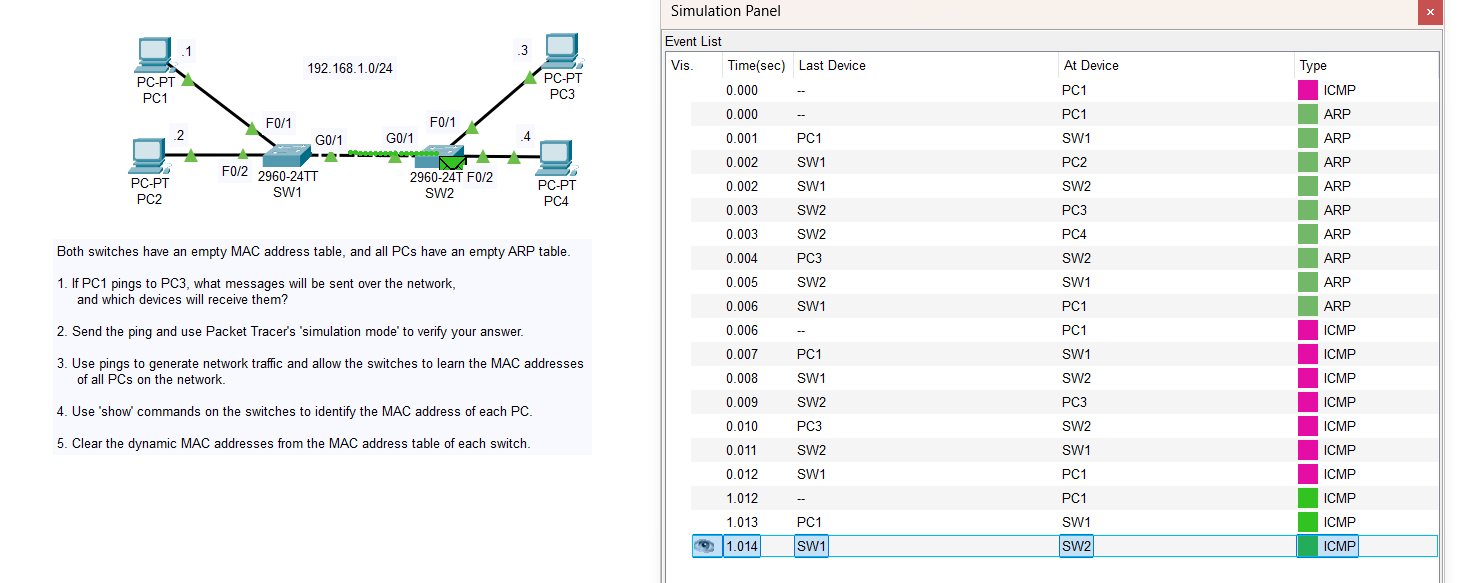 Simulation Panel
×
Event List
Vis. Time(sec) Last Device At Device Type
0.000 -- PC1 ICMP
0.000 -- PC1 ARP
0.001 PC1 SW1 ARP
0.002 SW1 PC2 ARP
0.002 SW1 SW2 ARP
0.003 SW2 PC3 ARP
0.003 SW2 PC4 ARP
0.004 PC3 SW2 ARP
0.005 SW2 SW1 ARP
0.006 SW1 PC1 ARP
0.006 -- PC1 ICMP
0.007 PC1 SW1 ICMP
0.008 SW1 SW2 ICMP
0.009 SW2 PC3 ICMP
0.010 PC3 SW2 ICMP
0.011 SW2 SW1 ICMP
0.012 SW1 PC1 ICMP
1.012 -- PC1 ICMP
1.013 PC1 SW1 ICMP
1.014 SW1 SW2 ICMP
.1
PC-PT
PC1
192.168.1.0/24
.3
PC-PT
PC3
.2
PC-PT
PC2
F0/1
F0/2
G0/1
2960-24TT
SW1
G0/1
F0/1
2960-24T
SW2
F0/2
.4
PC-PT
PC4
Both switches have an empty MAC address table, and all PCs have an empty ARP table.
1. If PC1 pings to PC3, what messages will be sent over the network,
and which devices will receive them?
2. Send the ping and use Packet Tracer's 'simulation mode' to verify your answer.
3. Use pings to generate network traffic and allow the switches to learn the MAC addresses
of all PCs on the network.
4. Use 'show' commands on the switches to identify the MAC address of each PC.
5. Clear the dynamic MAC addresses from the MAC address table of each switch.